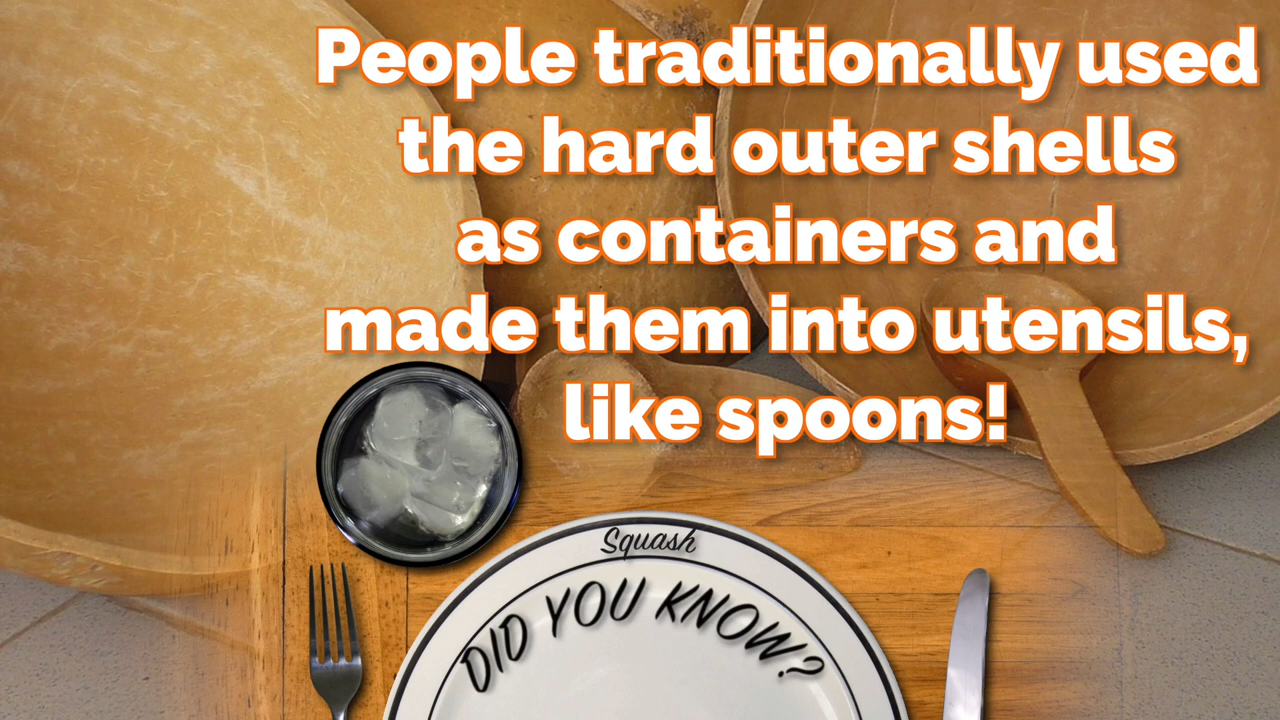 People traditionally used
the hard outer shells
as containers and
made them into utensils,
like spoons!
Squash
DID YOU KNOW?